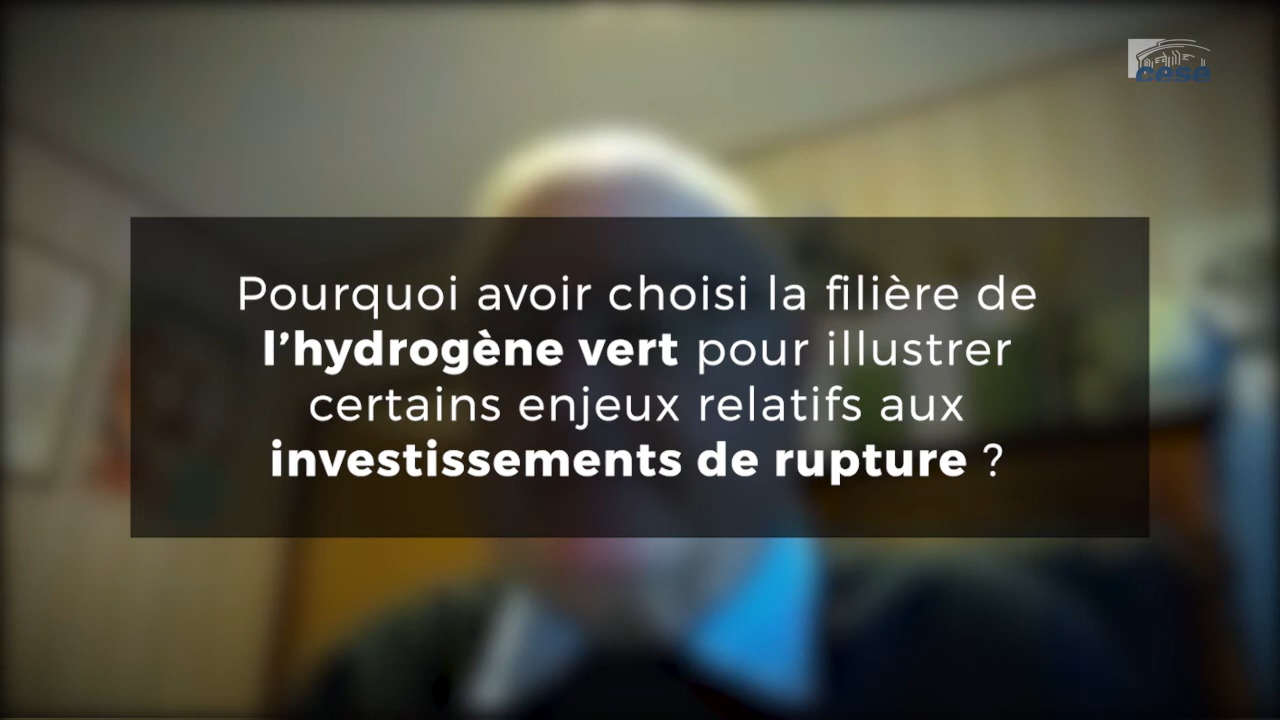 cese
Pourquoi avoir choisi la filière de
l’hydrogène vert pour illustrer
certains enjeux relatifs aux
investissements de rupture ?